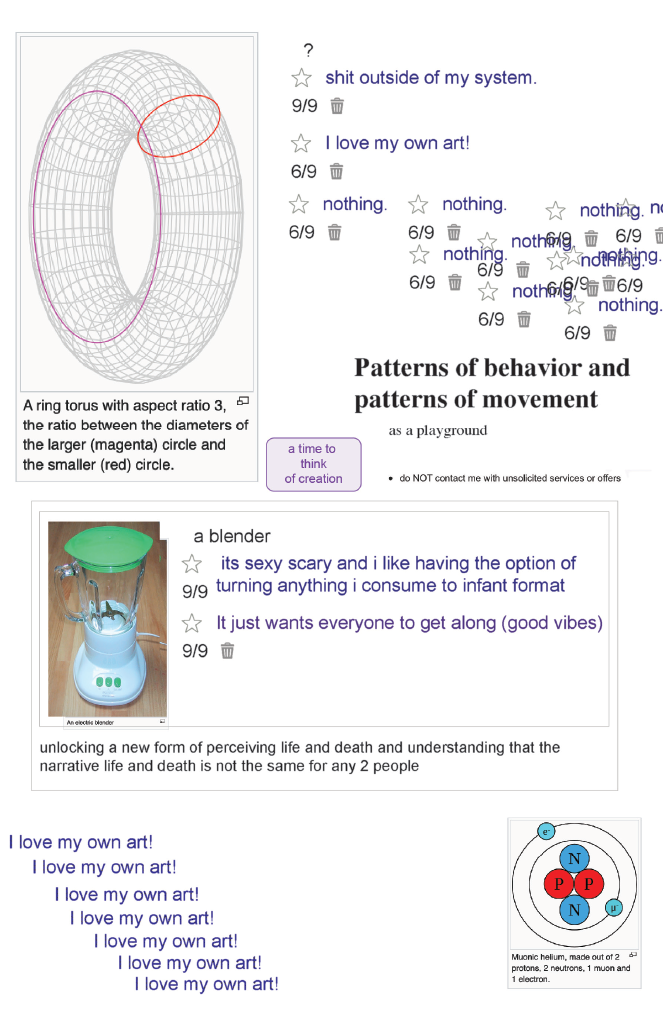 ?
shit outside of my system.
9/9
I love my own art!
6/9
nothing.
6/9
nothing.
6/9
nothing.
6/9
no
6/9
nothing.
6/9
nothing.
6/9
nothing.
6/9
nothing.
6/9
nothing.
6/9
nothing.
6/9
A ring torus with aspect ratio 3,
the ratio between the diameters of
the larger (magenta) circle and
the smaller (red) circle.
Patterns of behavior and
patterns of movement
as a playground
a time to
think
of creation
• do NOT contact me with unsolicited services or offers
a blender
its sexy scary and i like having the option of
9/9 turning anything i consume to infant format
It just wants everyone to get along (good vibes)
9/9
An electric blender
unlocking a new form of perceiving life and death and understanding that the
narrative life and death is not the same for any 2 people
I love my own art!
I love my own art!
I love my own art!
I love my own art!
I love my own art!
I love my own art!
I love my own art!
e-
N
P P
N
μ-
Muonic helium, made out of 2
protons, 2 neutrons, 1 muon and
1 electron.